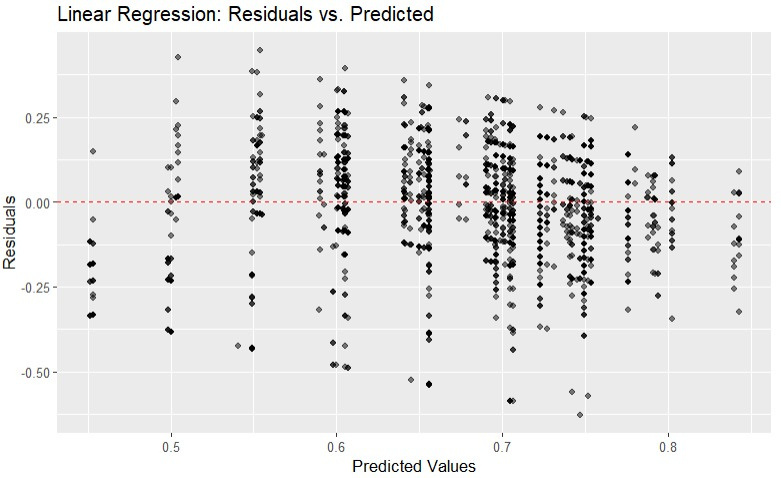 Linear Regression: Residuals vs. Predicted
Residuals
0.25
0.00
-0.25
-0.50
0.5 0.6 0.7 0.8
Predicted Values